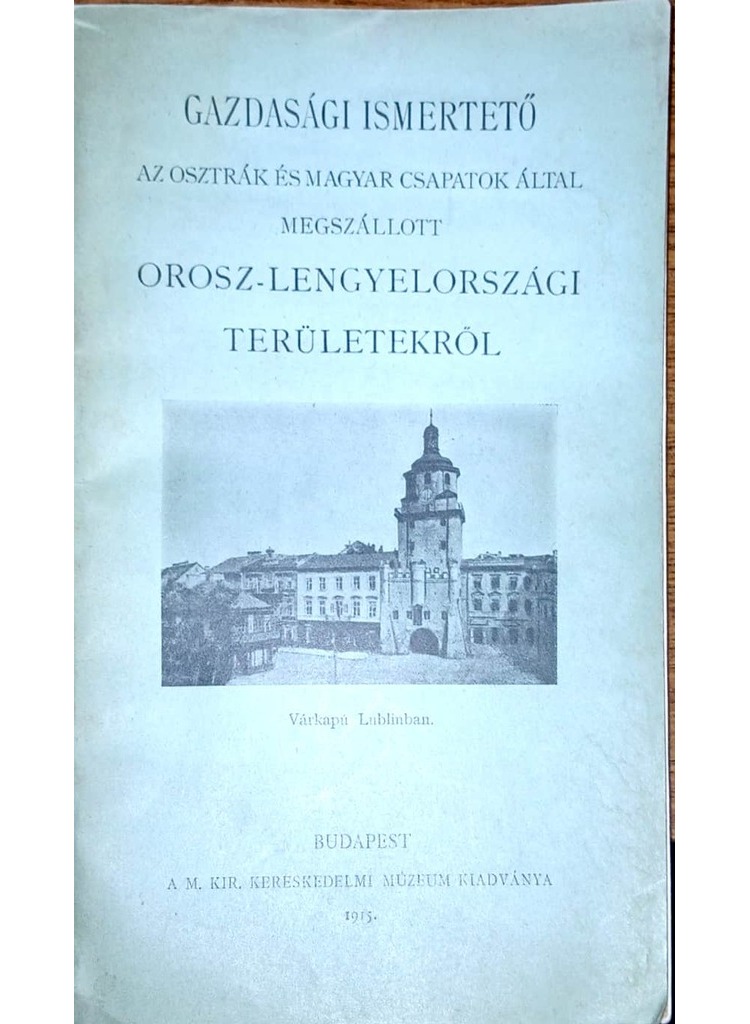 GAZDASÁGI ISMERTETŐ
AZ OSZTRÁK ÉS MAGYAR CSAPATOK ÁLTAL
MEGSZÁLLOTT
OROSZ-LENGYELORSZÁGI
TERÜLETEKRŐL
Várkapú Lublinban.
BUDAPEST
A M. KIR. KERESKEDELMI MÚZEUM KIADVÁNYA
1915.